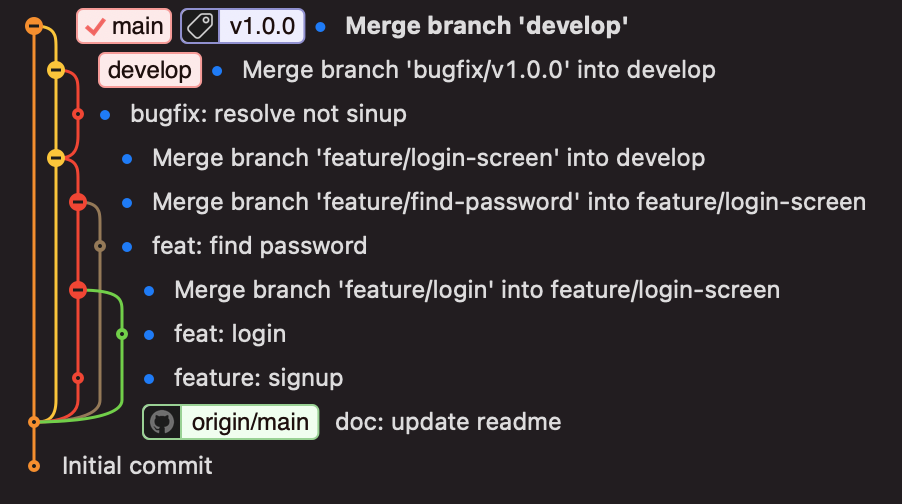 main v1.0.0 Merge branch 'develop'
develop Merge branch 'bugfix/v1.0.0' into develop
bugfix: resolve not sinup
Merge branch 'feature/login-screen' into develop
Merge branch 'feature/find-password' into feature/login-screen
feat: find password
Merge branch 'feature/login' into feature/login-screen
feat: login
feature: signup
origin/main doc: update readme
Initial commit